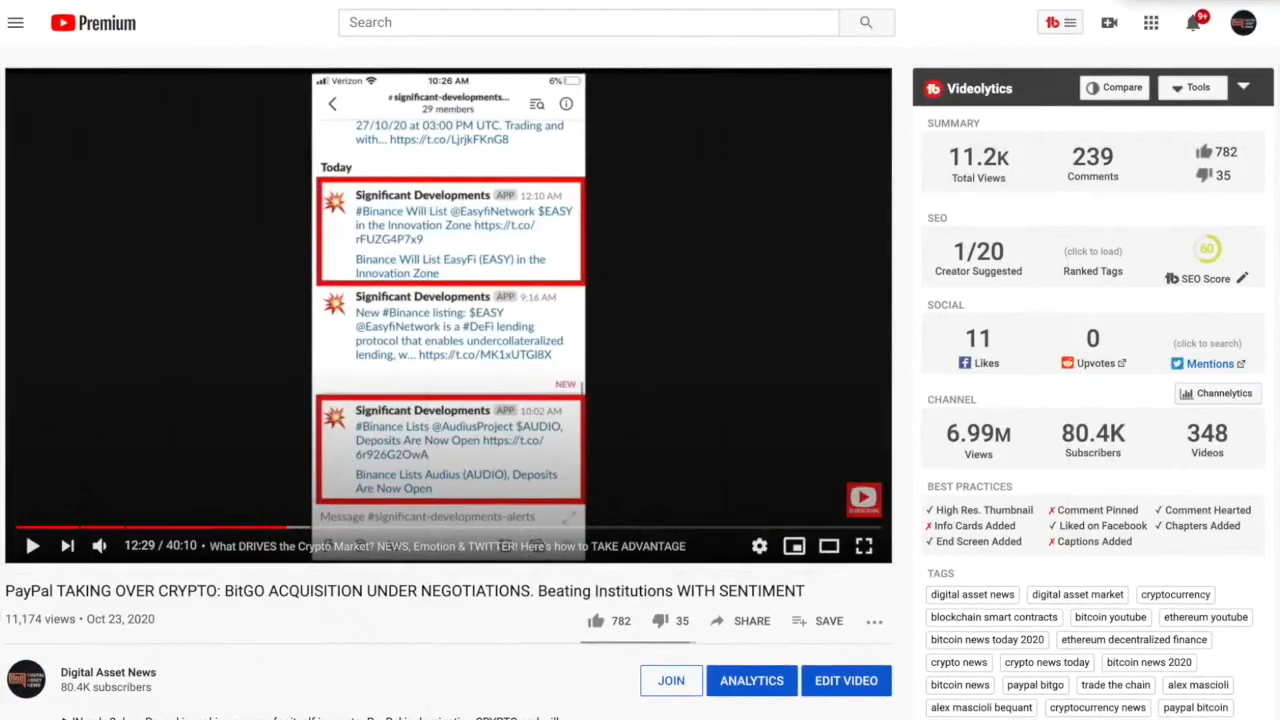 Premium
Search
9+
Verizon 10:26 AM 6%
#significant-developments...
29 members
27/10/20 at 03:00 PM UTC. Trading and
with... https://t.co/LjrjkFKnG8
Today
Significant Developments APP 12:10 AM
#Binance Will List @EasyfiNetwork $EASY
in the Innovation Zone https://t.co/
rFUZG4P7x9
Binance Will List EasyFi (EASY) in the
Innovation Zone
Significant Developments APP 9:16 AM
New #Binance listing: $EASY
@EasyfiNetwork is a #DeFi lending
protocol that enables undercollateralized
lending, w... https://t.co/MK1xUTGl8X
NEW
Significant Developments APP 10:02 AM
#Binance Lists @AudiusProject $AUDIO,
Deposits Are Now Open https://t.co/
6r926G2OwA
Binance Lists Audius (AUDIO), Deposits
Are Now Open
Message #significant-developments-alerts
SUBSCRIBE
12:29 / 40:10 • What DRIVES the Crypto Market? NEWS, Emotion & TWITTER! Here's how to TAKE ADVANTAGE
PayPal TAKING OVER CRYPTO: BitGO ACQUISITION UNDER NEGOTIATIONS. Beating Institutions WITH SENTIMENT
11,174 views • Oct 23, 2020
782 35 SHARE SAVE
Digital Asset News
80.4K subscribers
JOIN ANALYTICS EDIT VIDEO
tb Videolytics Compare Tools
SUMMARY
11.2K 239 782
Total Views Comments 35
SEO
1/20 (click to load) 60
Creator Suggested Ranked Tags tb SEO Score
SOCIAL
11 0 (click to search)
Likes Upvotes Mentions
CHANNEL Channelytics
6.99M 80.4K 348
Views Subscribers Videos
BEST PRACTICES
✓ High Res. Thumbnail ✗ Comment Pinned ✓ Comment Hearted
✗ Info Cards Added ✓ Liked on Facebook ✓ Chapters Added
✓ End Screen Added ✗ Captions Added
TAGS
digital asset news digital asset market cryptocurrency
blockchain smart contracts bitcoin youtube ethereum youtube
bitcoin news today 2020 ethereum decentralized finance
crypto news crypto news today bitcoin news 2020
bitcoin news paypal bitgo trade the chain alex mascioli
alex mascioli bequant cryptocurrency news paypal bitcoin